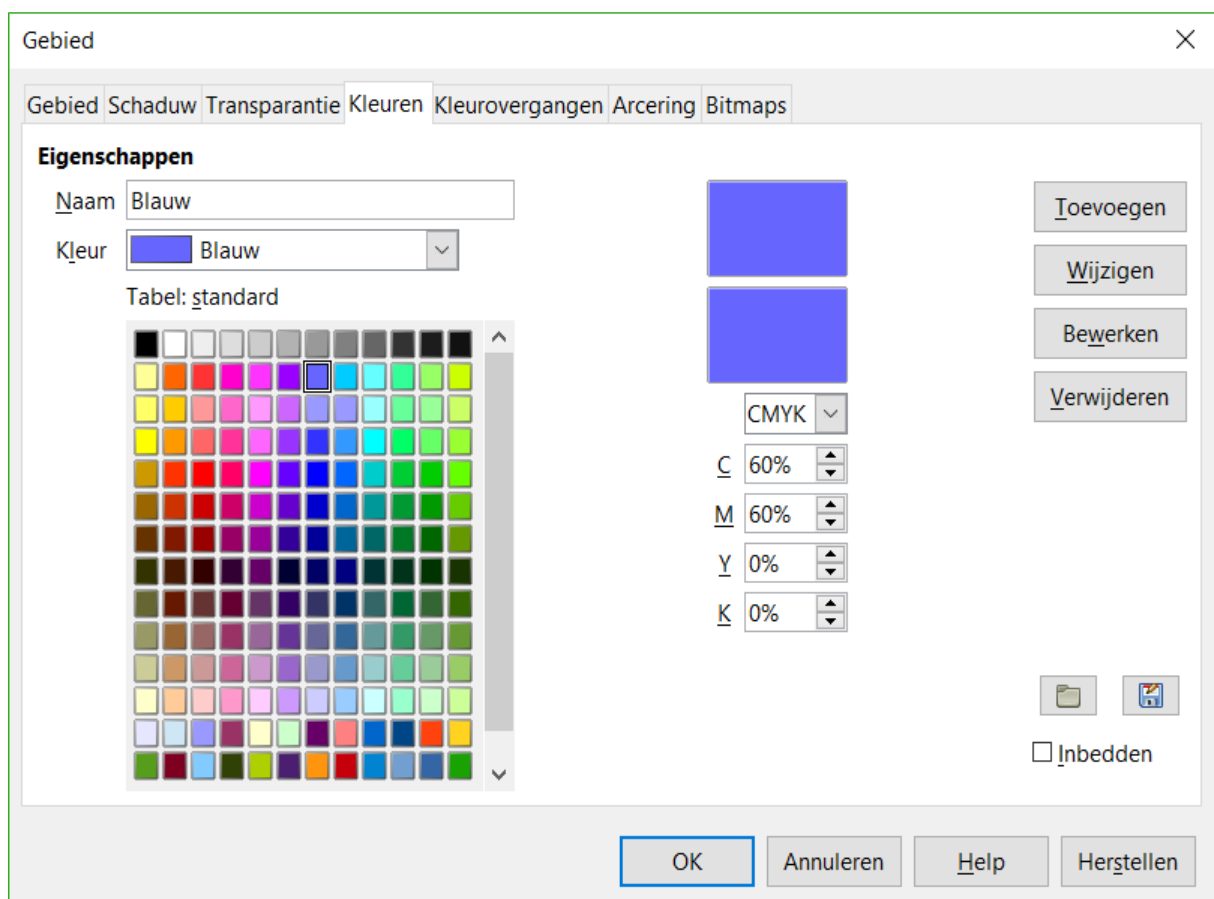 Gebied
Gebied Schaduw Transparantie Kleuren Kleurovergangen Arcering Bitmaps
Eigenschappen
Naam Blauw
Kleur Blauw
Tabel: standard
CMYK
C 60%
M 60%
Y 0%
K 0%
Toevoegen
Wijzigen
Bewerken
Verwijderen
Inbedden
OK Annuleren Help Herstellen